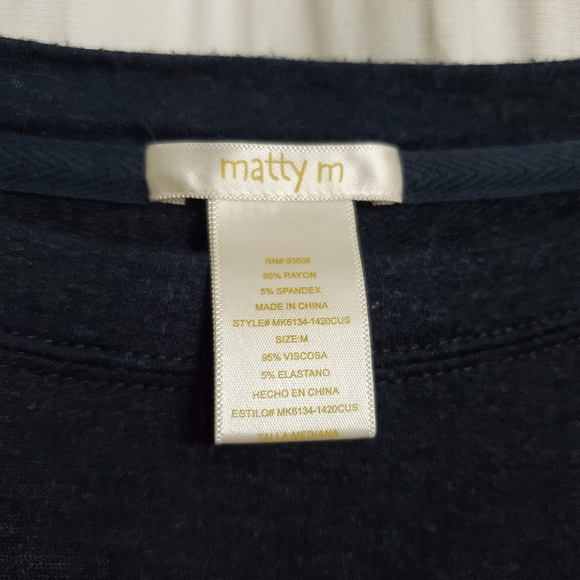 matty m
RN# 93608
95% RAYON
5% SPANDEX
MADE IN CHINA
STYLE# MK6134-1420CUS
SIZE:M
95% VISCOSA
5% ELASTANO
HECHO EN CHINA
ESTILO# MK6134-1420CUS
TALLA MEDIANA